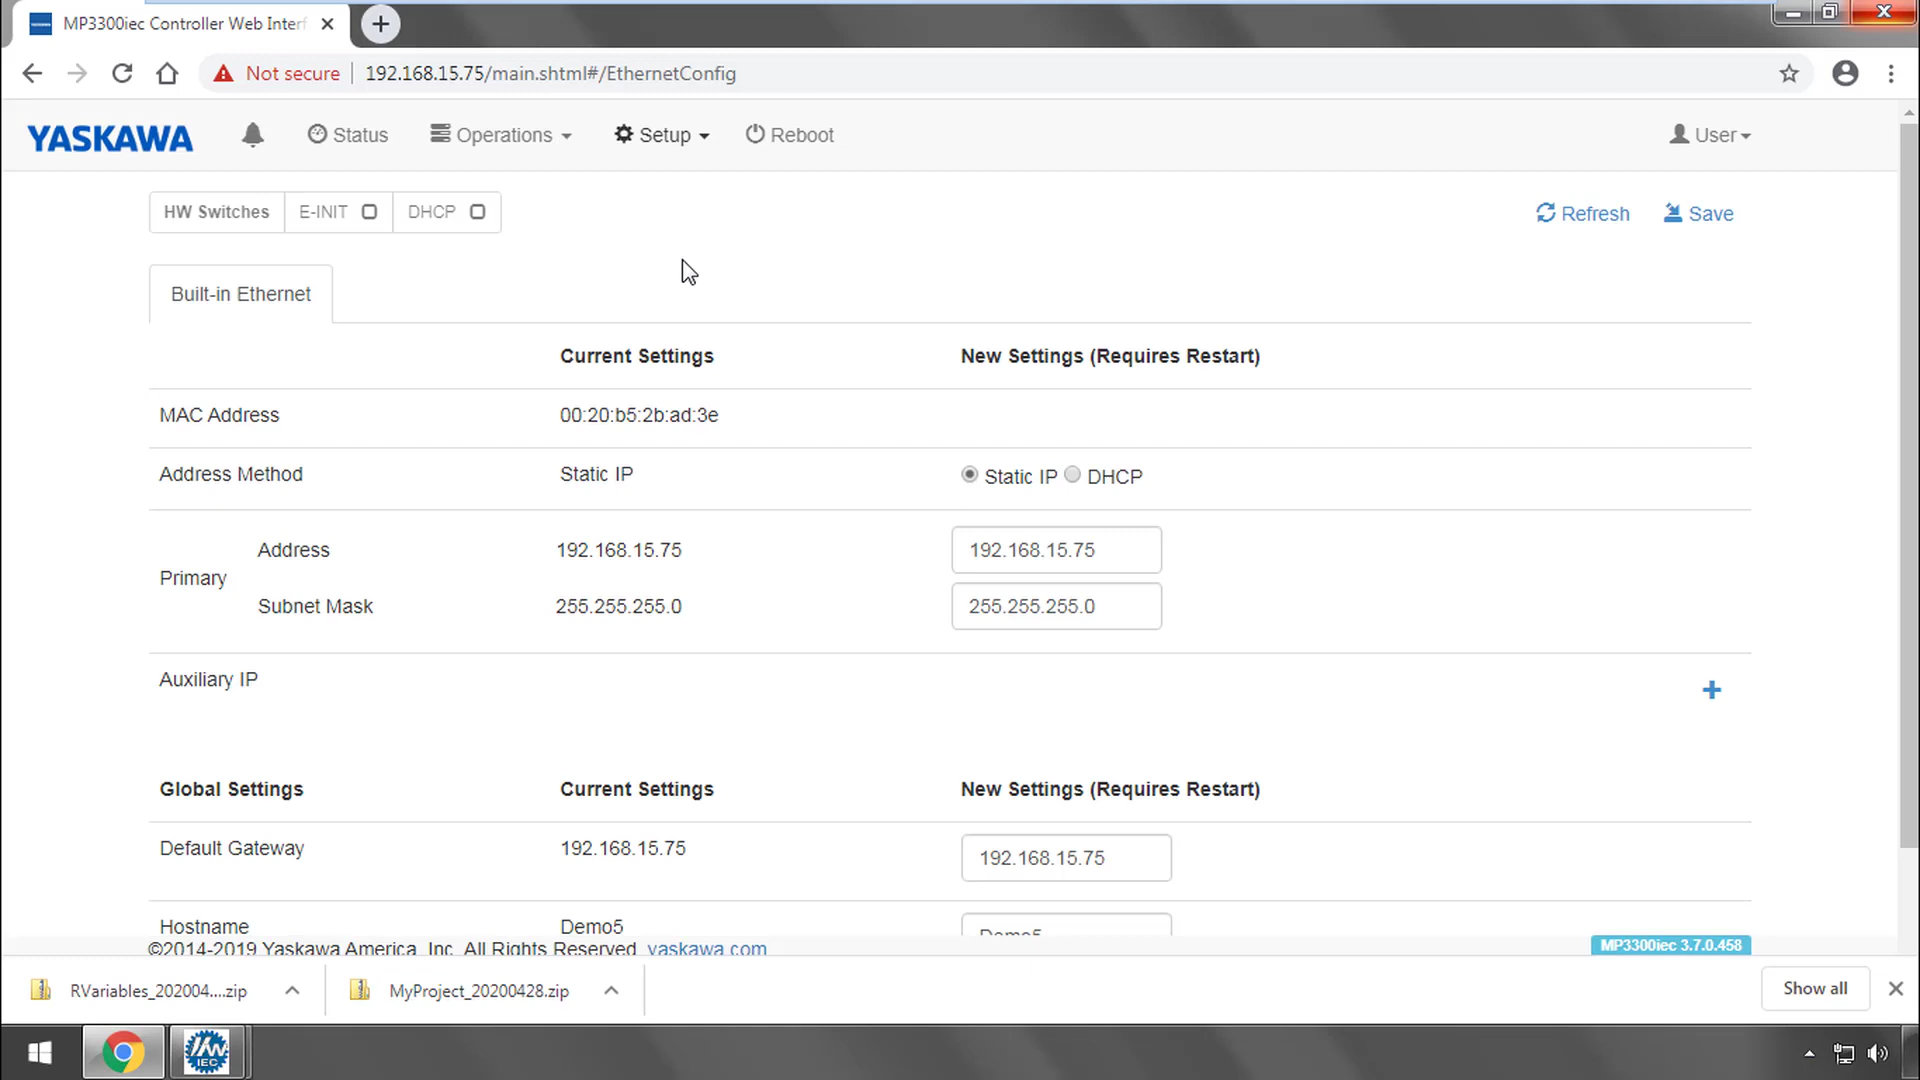 MP3300iec Controller Web Interf
Not secure 192.168.15.75/main.shtml#/EthernetConfig
YASKAWA Status Operations Setup Reboot User
HW Switches E-INIT DHCP Refresh Save
Built-in Ethernet
Current Settings New Settings (Requires Restart)
MAC Address 00:20:b5:2b:ad:3e
Address Method Static IP Static IP DHCP
Address 192.168.15.75 192.168.15.75
Primary
Subnet Mask 255.255.255.0 255.255.255.0
Auxiliary IP
Global Settings Current Settings New Settings (Requires Restart)
Default Gateway 192.168.15.75 192.168.15.75
Hostname Demo5 Demo5
©2014-2019 Yaskawa America, Inc. All Rights Reserved. yaskawa.com MP3300iec 3.7.0.458
RVariables_202004....zip MyProject_20200428.zip Show all
IEC